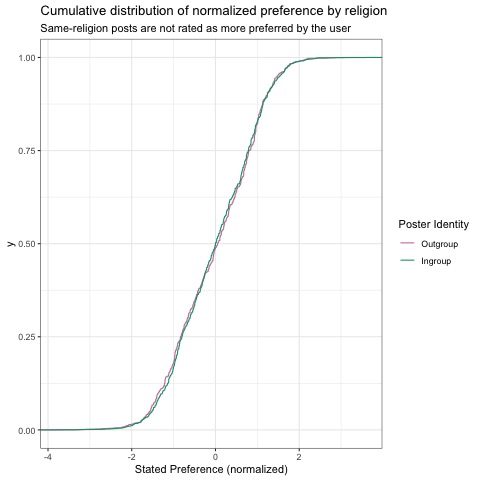 Cumulative distribution of normalized preference by religion
Same-religion posts are not rated as more preferred by the user
1.00
0.75
0.50
0.25
0.00
y
-4
-2
0
2
Stated Preference (normalized)
Poster Identity
Outgroup
Ingroup